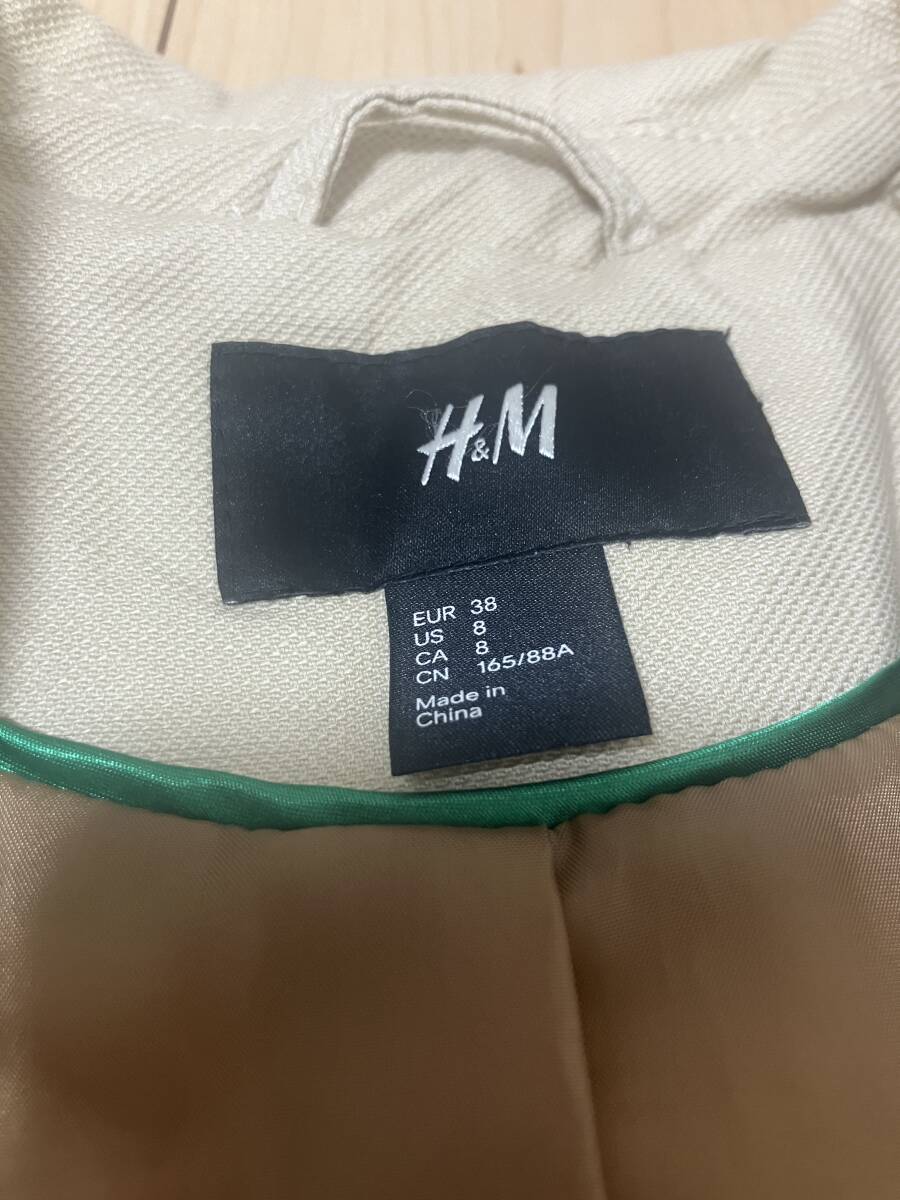 H&M
EUR 38
US 8
CA 8
CN 165/88A
Made in
China